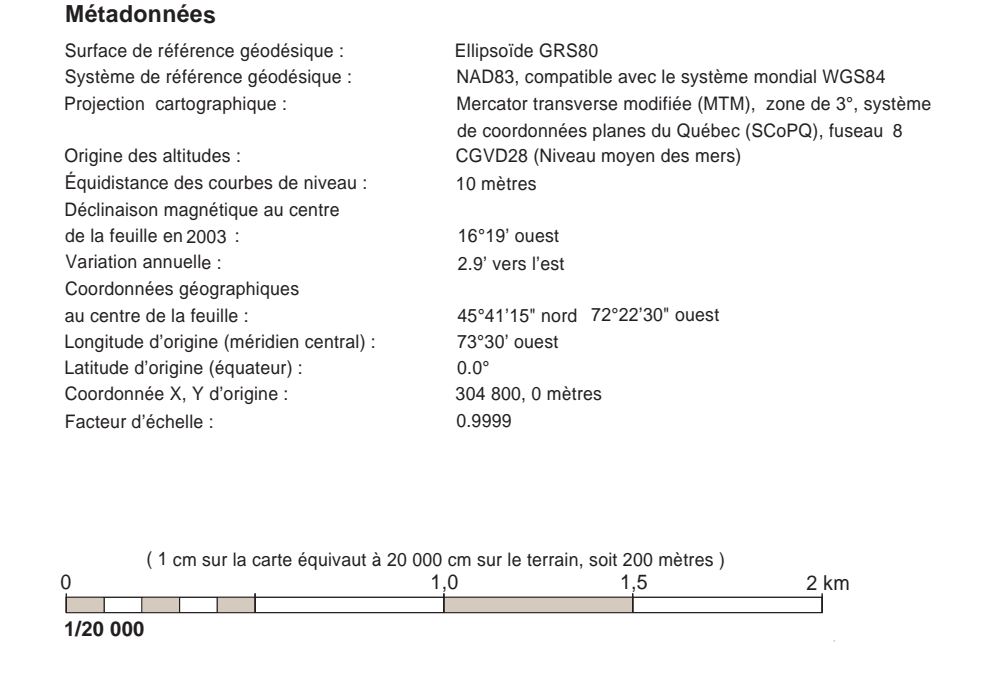 Métadonnées
Surface de référence géodésique : Ellipsoïde GRS80
Système de référence géodésique : NAD83, compatible avec le système mondial WGS84
Projection cartographique : Mercator transverse modifiée (MTM), zone de 3°, système
de coordonnées planes du Québec (SCoPQ), fuseau 8
Origine des altitudes : CGVD28 (Niveau moyen des mers)
Équidistance des courbes de niveau : 10 mètres
Déclinaison magnétique au centre
de la feuille en 2003 : 16°19’ ouest
Variation annuelle : 2.9’ vers l’est
Coordonnées géographiques
au centre de la feuille : 45°41’15" nord 72°22’30" ouest
Longitude d’origine (méridien central) : 73°30’ ouest
Latitude d’origine (équateur) : 0.0°
Coordonnée X, Y d’origine : 304 800, 0 mètres
Facteur d’échelle : 0.9999
( 1 cm sur la carte équivaut à 20 000 cm sur le terrain, soit 200 mètres )
0 1,0 1,5 2 km
1/20 000